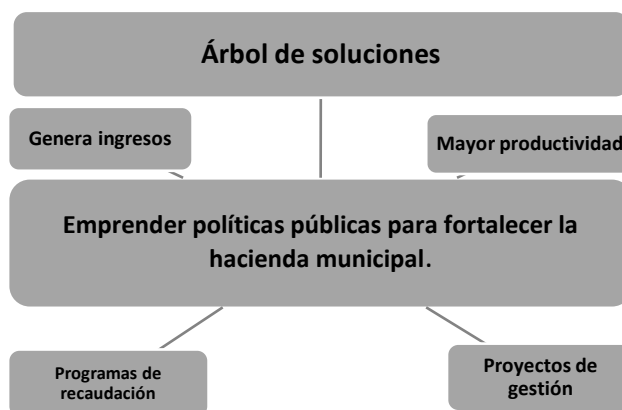 Árbol de soluciones
Genera ingresos
Mayor productividad
Emprender políticas públicas para fortalecer la
hacienda municipal.
Programas de
recaudación
Proyectos de
gestión